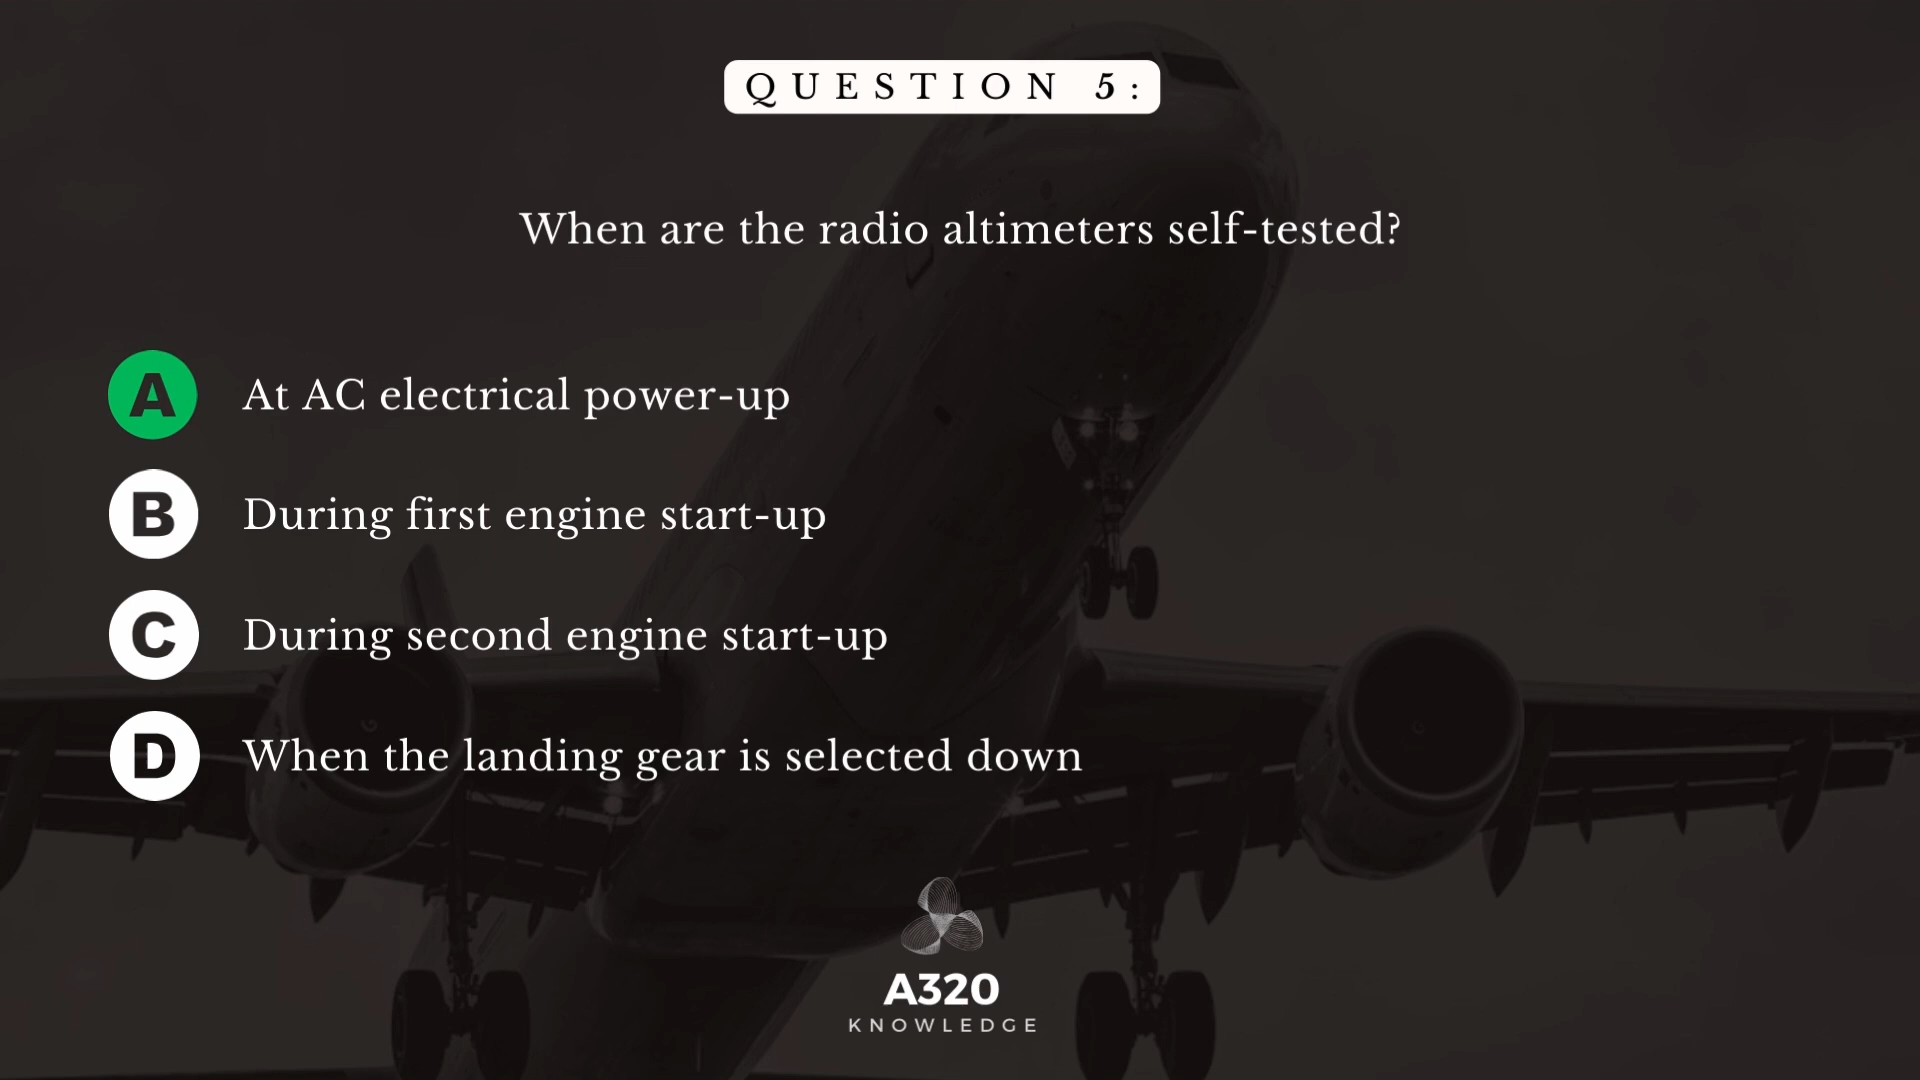 QUESTION 5:
When are the radio altimeters self-tested?
A At AC electrical power-up
B During first engine start-up
C During second engine start-up
D When the landing gear is selected down
A320
KNOWLEDGE